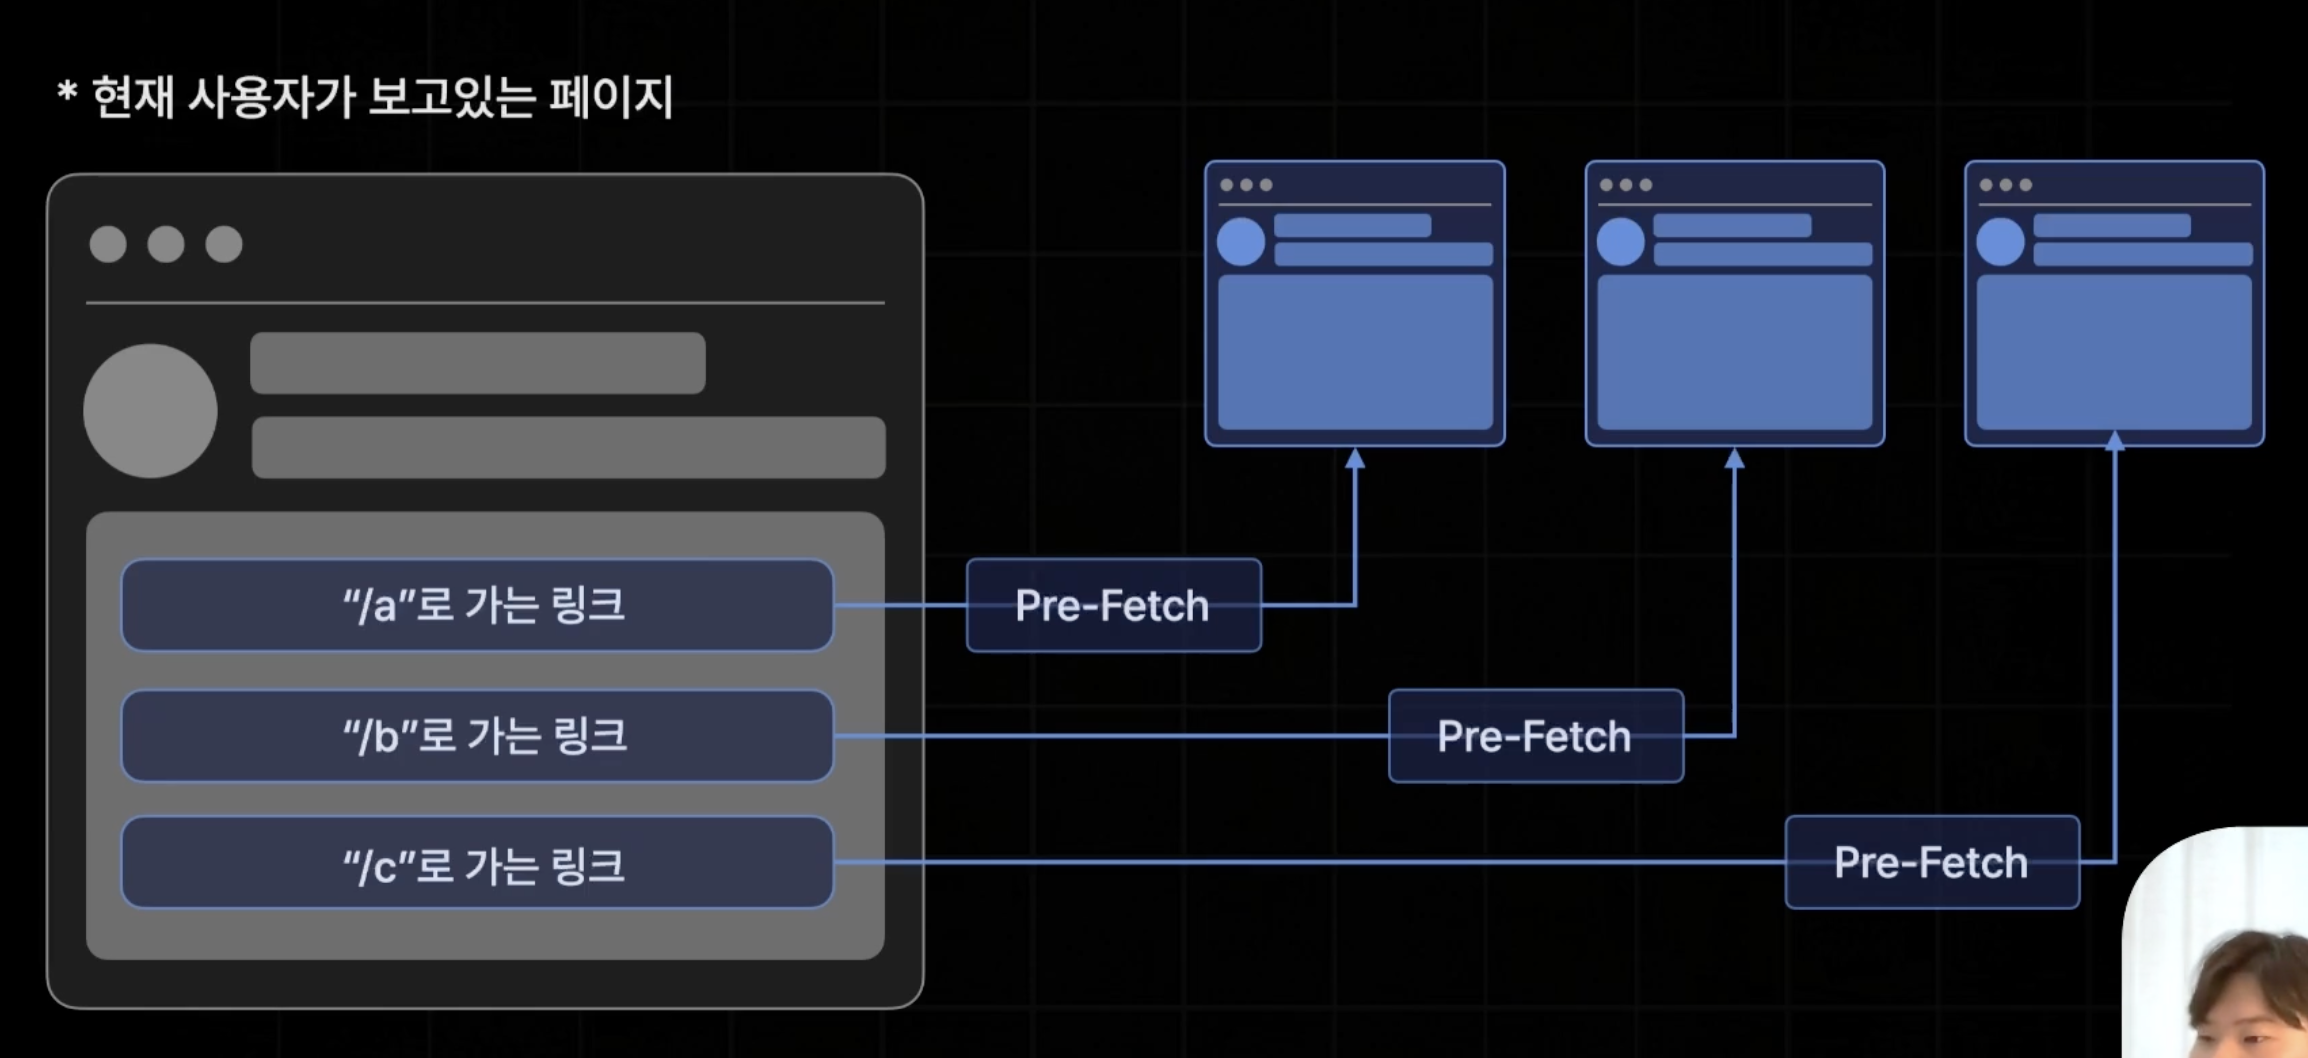 * 현재 사용자가 보고있는 페이지
“/a”로 가는 링크
Pre-Fetch
“/b”로 가는 링크
Pre-Fetch
“/c”로 가는 링크
Pre-Fetch